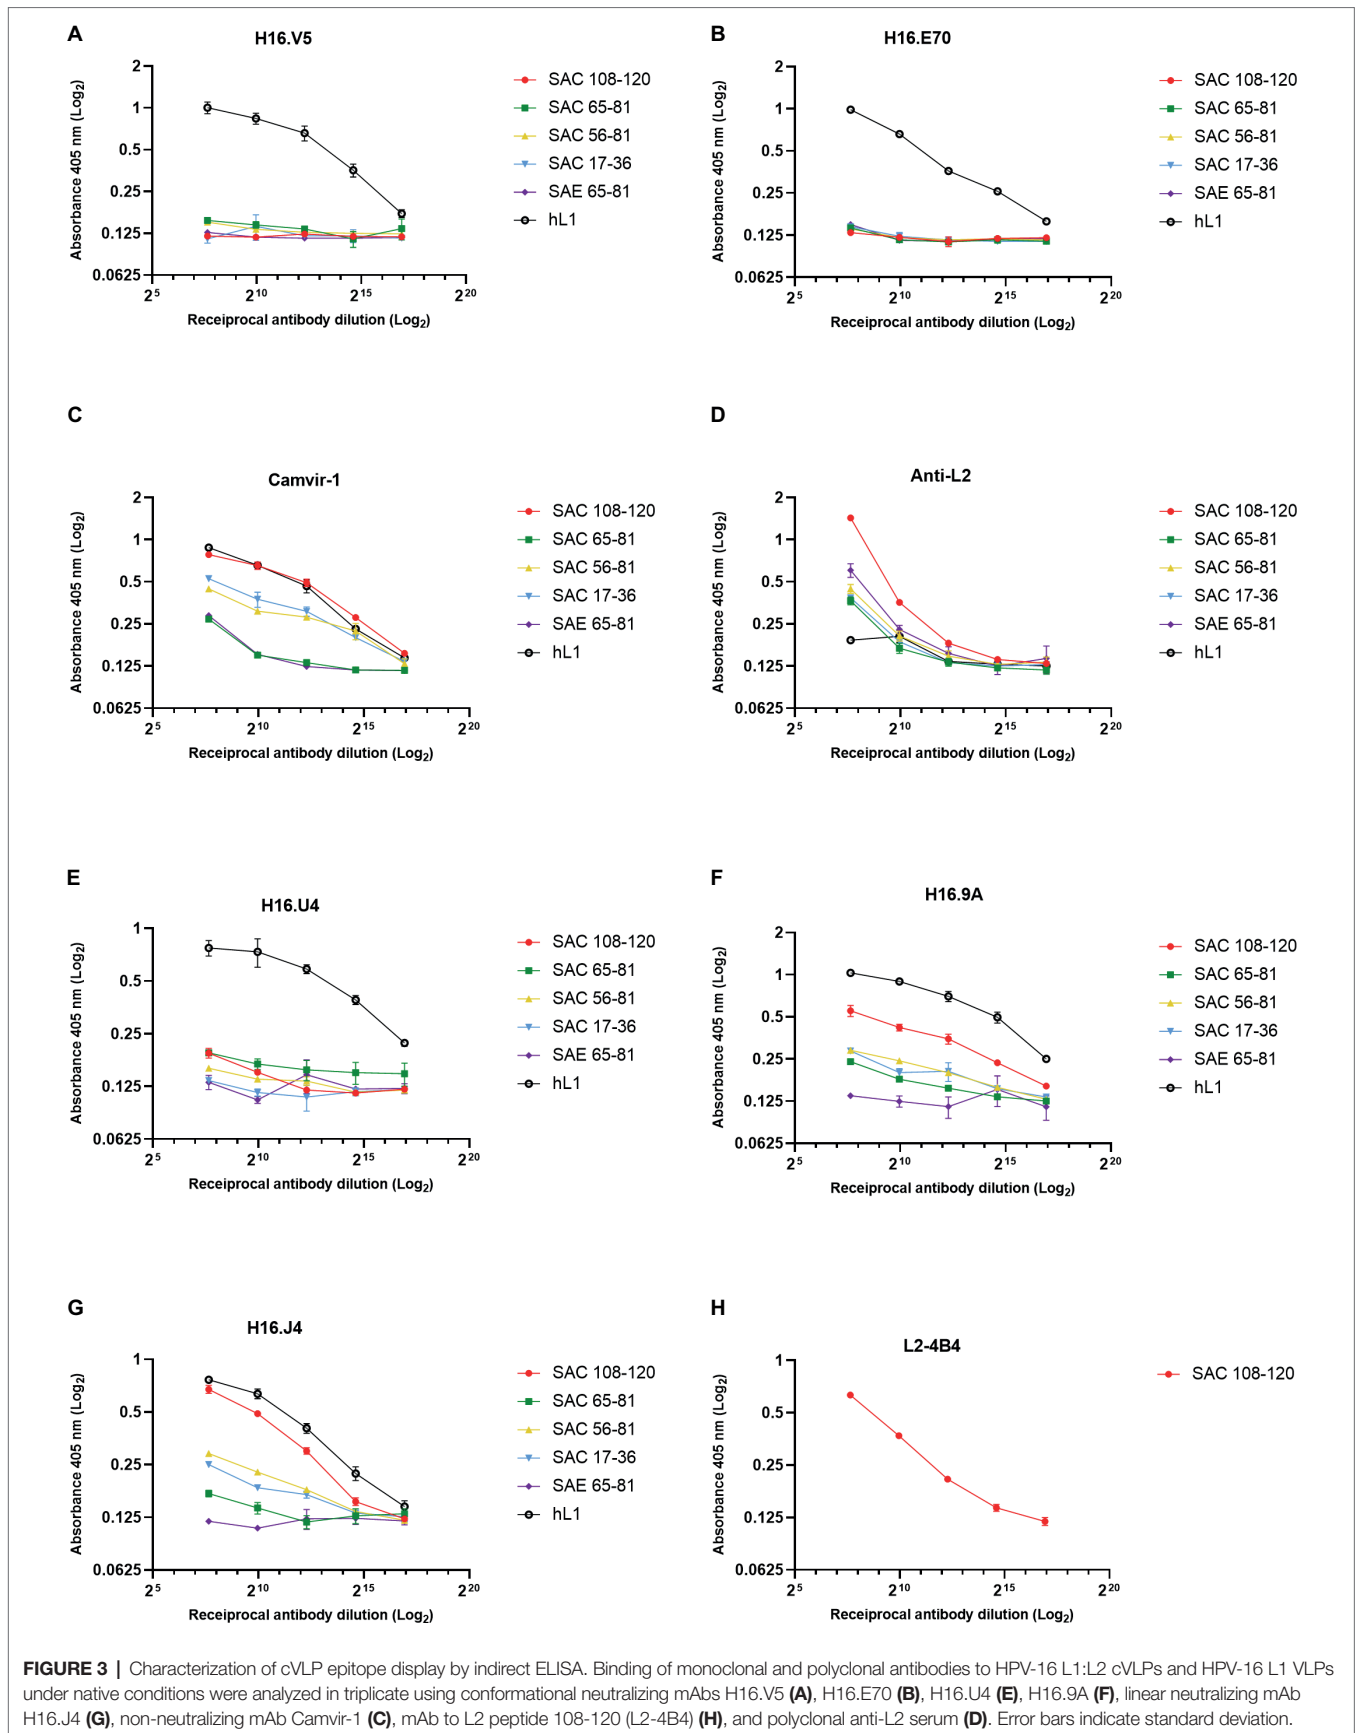 A
H16.V5
Absorbance 405 nm (Log2)
2
1
0.5
0.25
0.125
0.0625
2^5
2^10
2^15
2^20
Receiprocal antibody dilution (Log2)
SAC 108-120
SAC 65-81
SAC 56-81
SAC 17-36
SAE 65-81
hL1
B
H16.E70
Absorbance 405 nm (Log2)
2
1
0.5
0.25
0.125
0.0625
2^5
2^10
2^15
2^20
Receiprocal antibody dilution (Log2)
SAC 108-120
SAC 65-81
SAC 56-81
SAC 17-36
SAE 65-81
hL1
C
Camvir-1
Absorbance 405 nm (Log2)
2
1
0.5
0.25
0.125
0.0625
2^5
2^10
2^15
2^20
Receiprocal antibody dilution (Log2)
SAC 108-120
SAC 65-81
SAC 56-81
SAC 17-36
SAE 65-81
hL1
D
Anti-L2
Absorbance 405 nm (Log2)
2
1
0.5
0.25
0.125
0.0625
2^5
2^10
2^15
2^20
Receiprocal antibody dilution (Log2)
SAC 108-120
SAC 65-81
SAC 56-81
SAC 17-36
SAE 65-81
hL1
E
H16.U4
Absorbance 405 nm (Log2)
1
0.5
0.25
0.125
0.0625
2^5
2^10
2^15
2^20
Receiprocal antibody dilution (Log2)
SAC 108-120
SAC 65-81
SAC 56-81
SAC 17-36
SAE 65-81
hL1
F
H16.9A
Absorbance 405 nm (Log2)
2
1
0.5
0.25
0.125
0.0625
2^5
2^10
2^15
2^20
Receiprocal antibody dilution (Log2)
SAC 108-120
SAC 65-81
SAC 56-81
SAC 17-36
SAE 65-81
hL1
G
H16.J4
Absorbance 405 nm (Log2)
1
0.5
0.25
0.125
0.0625
2^5
2^10
2^15
2^20
Receiprocal antibody dilution (Log2)
SAC 108-120
SAC 65-81
SAC 56-81
SAC 17-36
SAE 65-81
hL1
H
L2-4B4
Absorbance 405 nm (Log2)
1
0.5
0.25
0.125
0.0625
2^5
2^10
2^15
2^20
Receiprocal antibody dilution (Log2)
SAC 108-120
FIGURE 3 | Characterization of cVLP epitope display by indirect ELISA. Binding of monoclonal and polyclonal antibodies to HPV-16 L1:L2 cVLPs and HPV-16 L1 VLPs
under native conditions were analyzed in triplicate using conformational neutralizing mAbs H16.V5 (A), H16.E70 (B), H16.U4 (E), H16.9A (F), linear neutralizing mAb
H16.J4 (G), non-neutralizing mAb Camvir-1 (C), mAb to L2 peptide 108-120 (L2-4B4) (H), and polyclonal anti-L2 serum (D). Error bars indicate standard deviation.